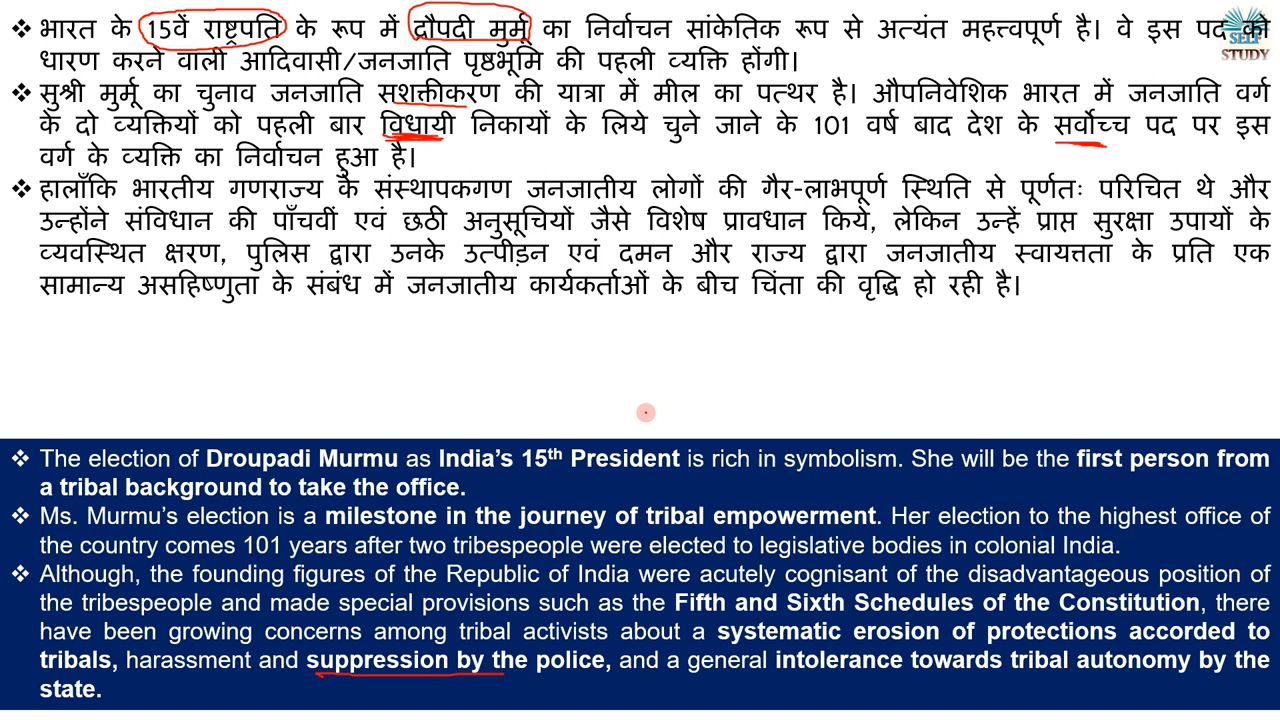 ❖ भारत के 15वें राष्ट्रपति के रूप में द्रौपदी मुर्मू का निर्वाचन सांकेतिक रूप से अत्यंत महत्त्वपूर्ण है। वे इस पद को
धारण करने वाली आदिवासी/जनजाति पृष्ठभूमि की पहली व्यक्ति होंगी।
❖ सुश्री मुर्मू का चुनाव जनजाति सशक्तीकरण की यात्रा में मील का पत्थर है। औपनिवेशिक भारत में जनजाति वर्ग
के दो व्यक्तियों को पहली बार विधायी निकायों के लिये चुने जाने के 101 वर्ष बाद देश के सर्वोच्च पद पर इस
वर्ग के व्यक्ति का निर्वाचन हुआ है।
❖ हालाँकि भारतीय गणराज्य के संस्थापकगण जनजातीय लोगों की गैर-लाभपूर्ण स्थिति से पूर्णतः परिचित थे और
उन्होंने संविधान की पाँचवीं एवं छठी अनुसूचियों जैसे विशेष प्रावधान किये, लेकिन उन्हें प्राप्त सुरक्षा उपायों के
व्यवस्थित क्षरण, पुलिस द्वारा उनके उत्पीड़न एवं दमन और राज्य द्वारा जनजातीय स्वायत्तता के प्रति एक
सामान्य असहिष्णुता के संबंध में जनजातीय कार्यकर्ताओं के बीच चिंता की वृद्धि हो रही है।
SELF
STUDY
❖ The election of Droupadi Murmu as India's 15th President is rich in symbolism. She will be the first person from
a tribal background to take the office.
❖ Ms. Murmu's election is a milestone in the journey of tribal empowerment. Her election to the highest office of
the country comes 101 years after two tribespeople were elected to legislative bodies in colonial India.
❖ Although, the founding figures of the Republic of India were acutely cognisant of the disadvantageous position of
the tribespeople and made special provisions such as the Fifth and Sixth Schedules of the Constitution, there
have been growing concerns among tribal activists about a systematic erosion of protections accorded to
tribals, harassment and suppression by the police, and a general intolerance towards tribal autonomy by the
state.